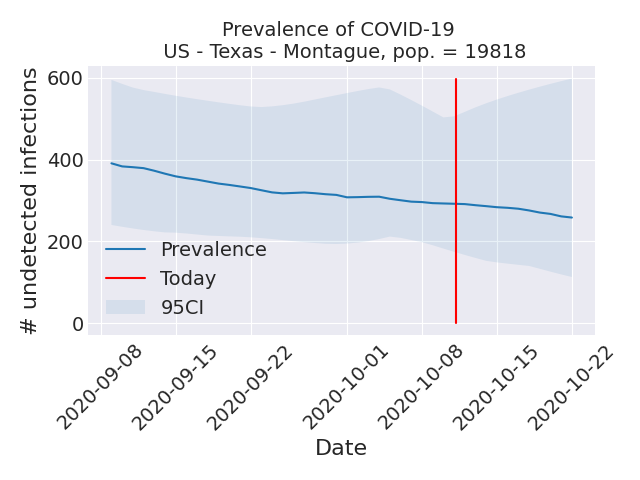 Prevalence of COVID-19
US - Texas - Montague, pop. = 19818
# undetected infections
600
400
200
0
Prevalence
Today
95CI
2020-09-08
2020-09-15
2020-09-22
2020-10-01
2020-10-08
2020-10-15
2020-10-22
Date